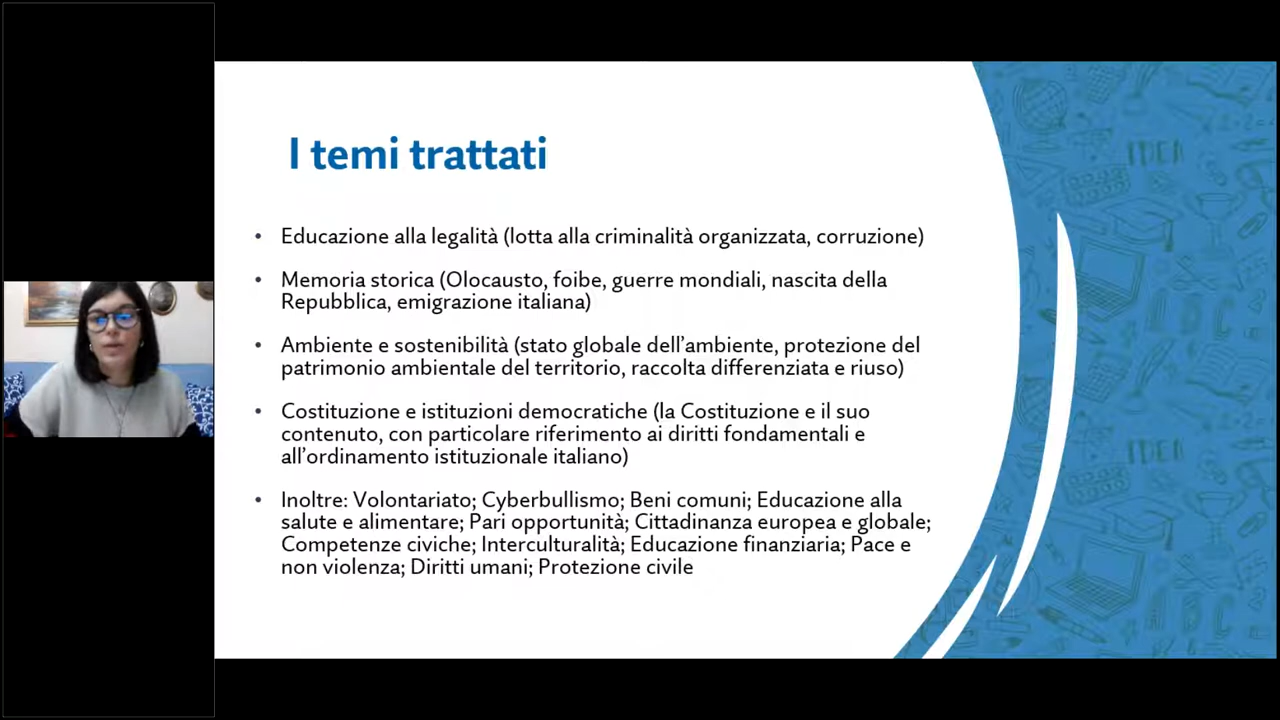 I temi trattati
• Educazione alla legalità (lotta alla criminalità organizzata, corruzione)
• Memoria storica (Olocausto, foibe, guerre mondiali, nascita della
Repubblica, emigrazione italiana)
• Ambiente e sostenibilità (stato globale dell’ambiente, protezione del
patrimonio ambientale del territorio, raccolta differenziata e riuso)
• Costituzione e istituzioni democratiche (la Costituzione e il suo
contenuto, con particolare riferimento ai diritti fondamentali e
all’ordinamento istituzionale italiano)
• Inoltre: Volontariato; Cyberbullismo; Beni comuni; Educazione alla
salute e alimentare; Pari opportunità; Cittadinanza europea e globale;
Competenze civiche; Interculturalità; Educazione finanziaria; Pace e
non violenza; Diritti umani; Protezione civile
IDEA
IDEA
ABC